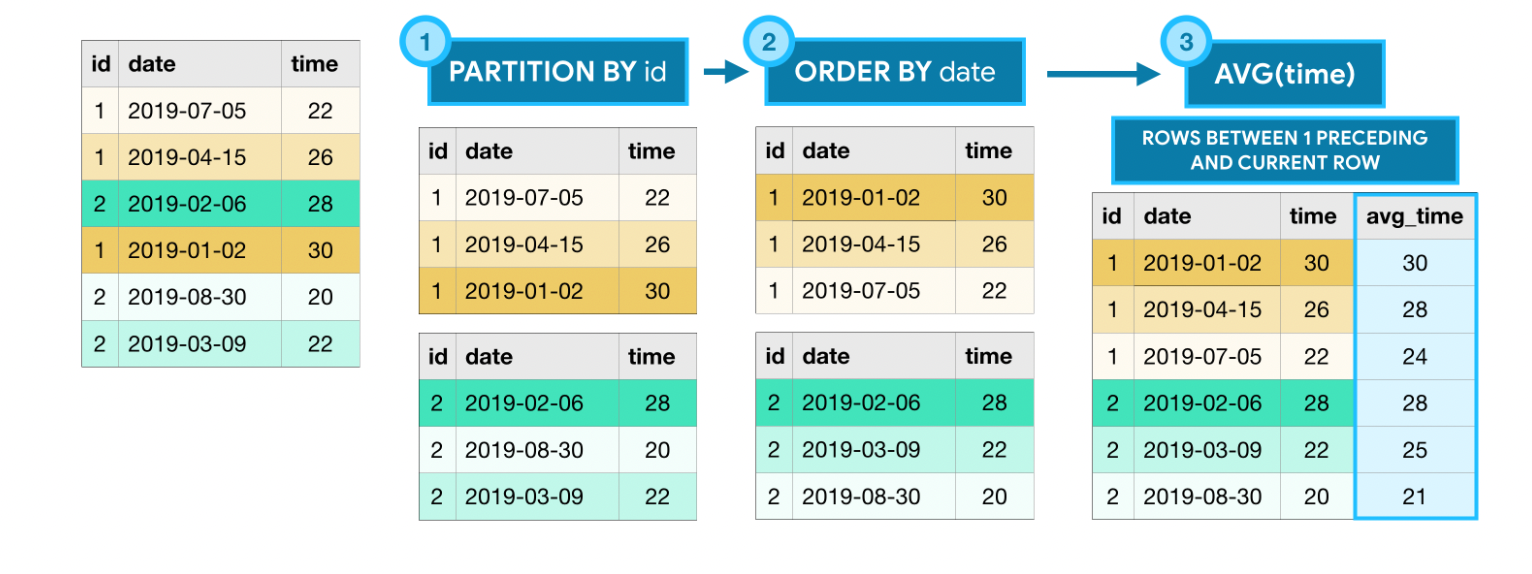 id date time
1 2019-07-05 22
1 2019-04-15 26
2 2019-02-06 28
1 2019-01-02 30
2 2019-08-30 20
2 2019-03-09 22
1
PARTITION BY id
id date time
1 2019-07-05 22
1 2019-04-15 26
1 2019-01-02 30
id date time
2 2019-02-06 28
2 2019-08-30 20
2 2019-03-09 22
2
ORDER BY date
id date time
1 2019-01-02 30
1 2019-04-15 26
1 2019-07-05 22
id date time
2 2019-02-06 28
2 2019-03-09 22
2 2019-08-30 20
3
AVG(time)
ROWS BETWEEN 1 PRECEDING
AND CURRENT ROW
id date time avg_time
1 2019-01-02 30 30
1 2019-04-15 26 28
1 2019-07-05 22 24
2 2019-02-06 28 28
2 2019-03-09 22 25
2 2019-08-30 20 21